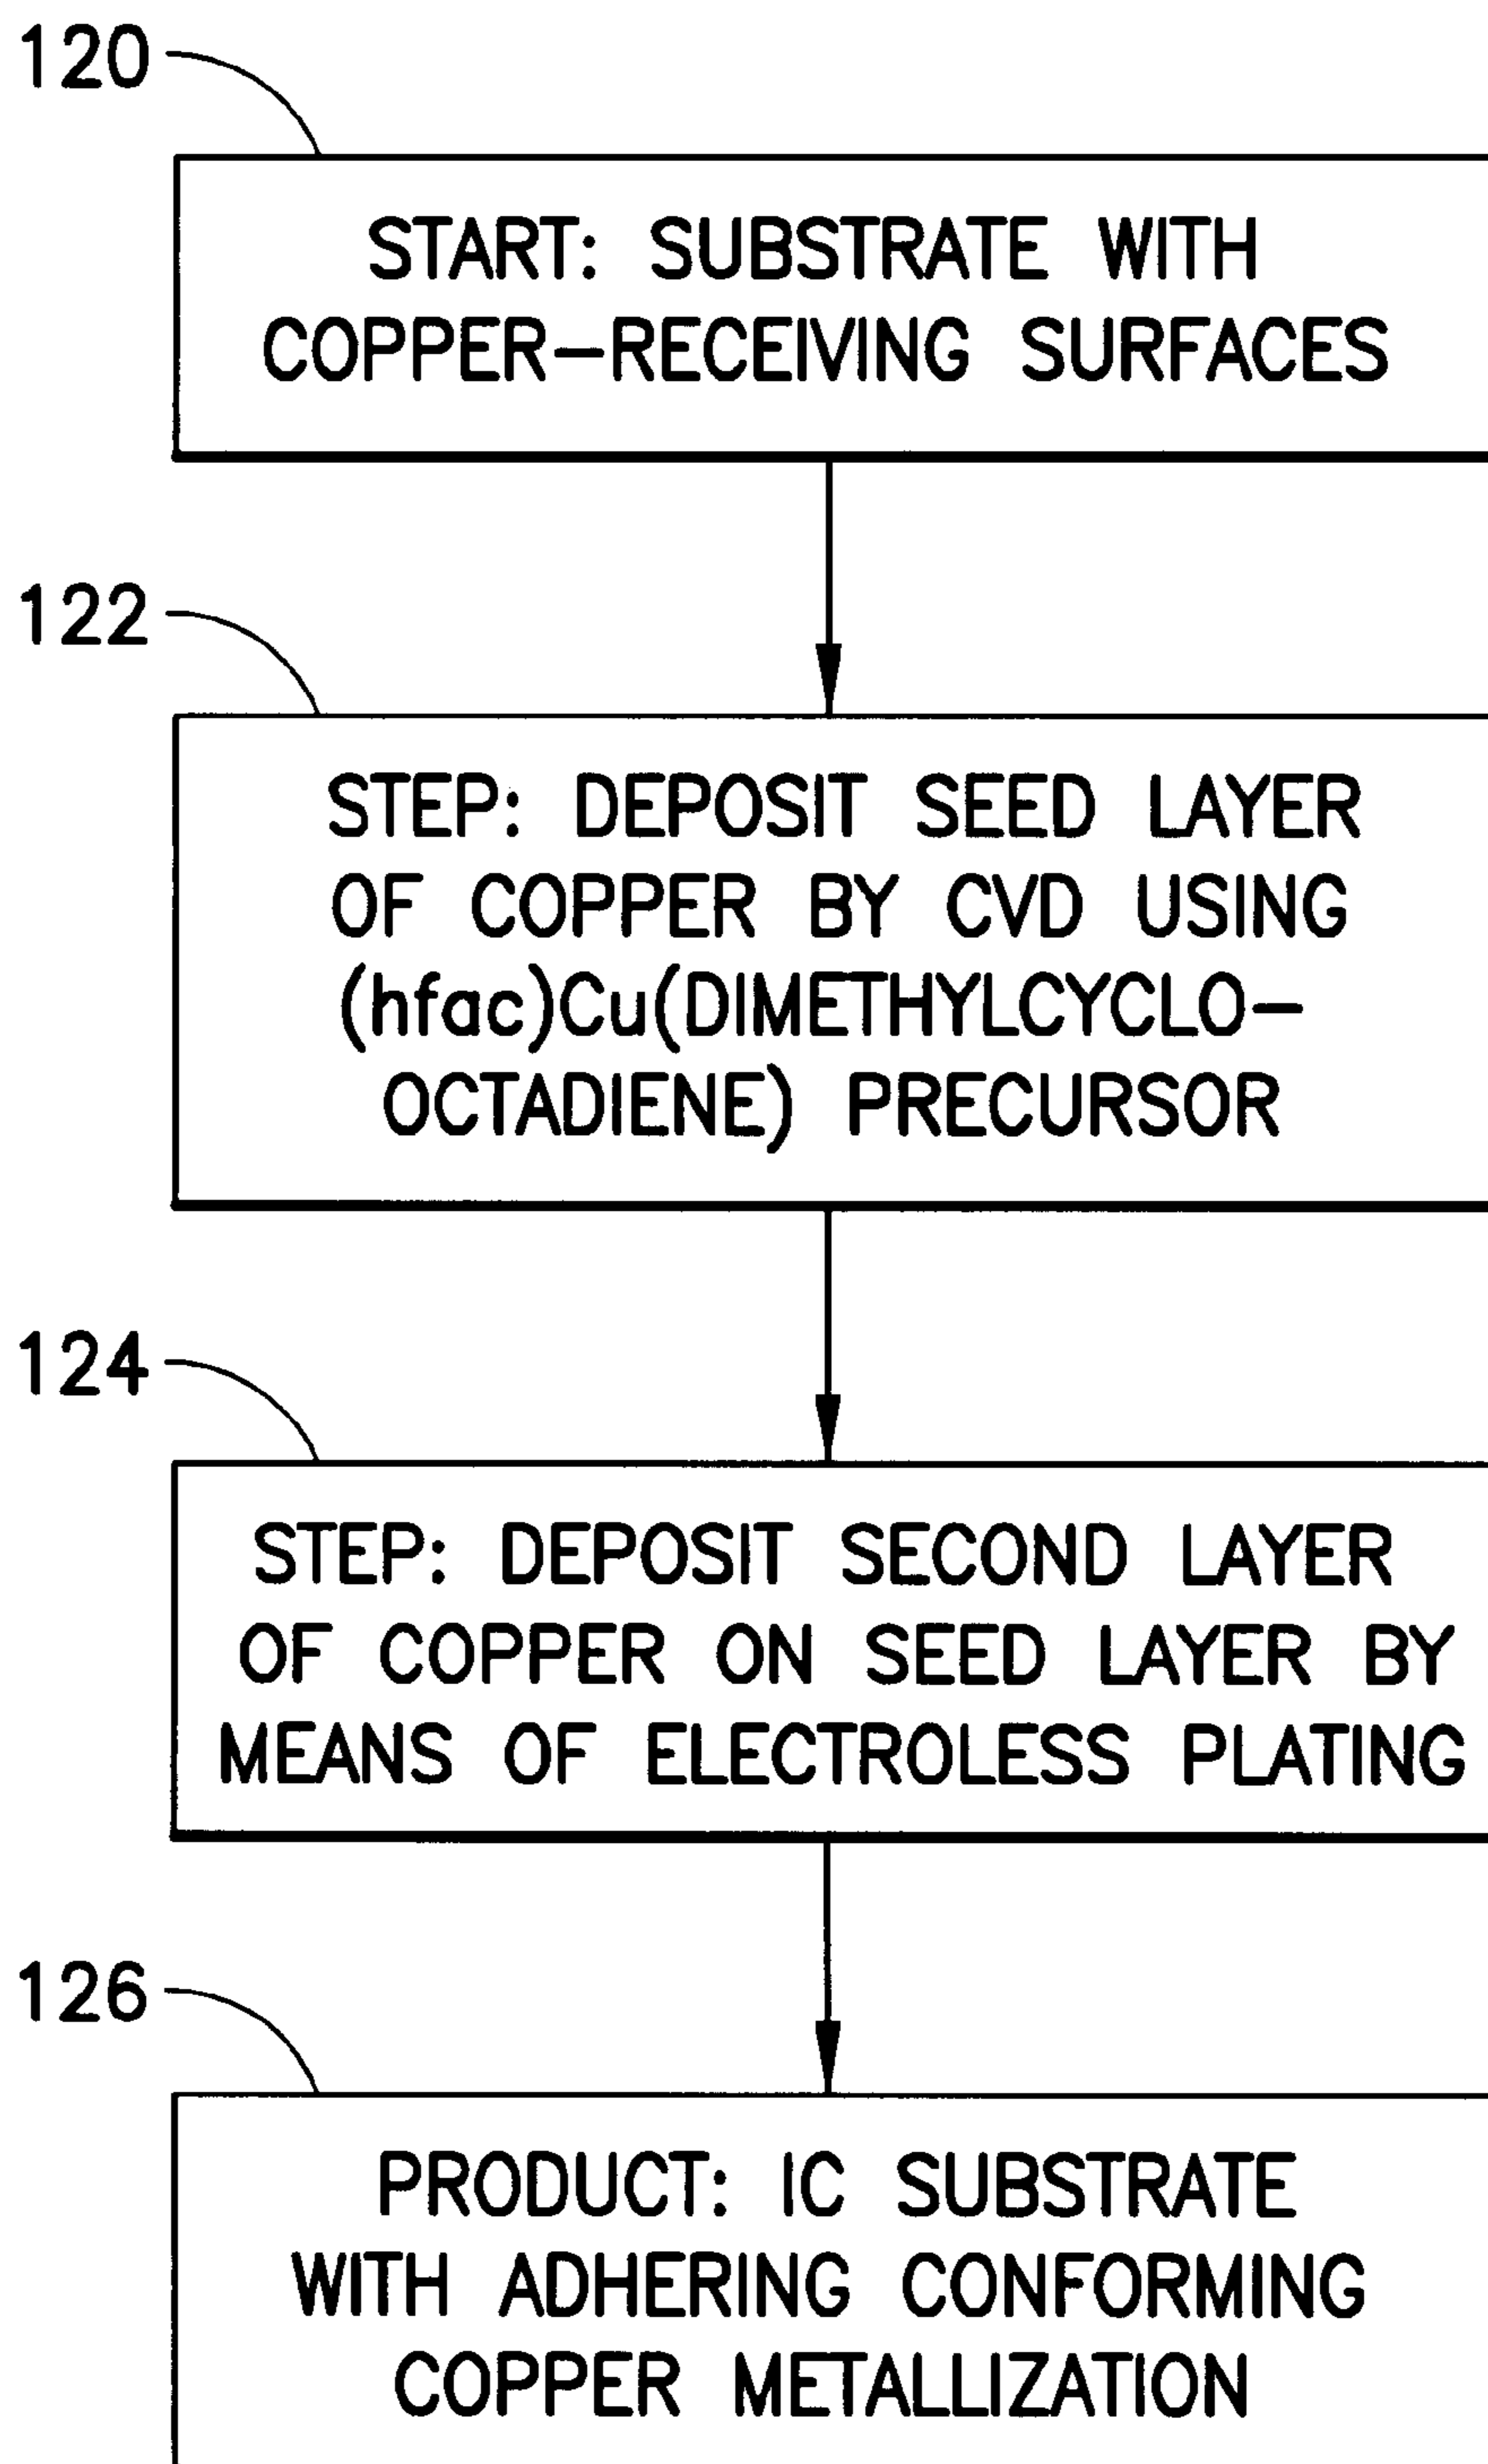 120
START: SUBSTRATE WITH
COPPER-RECEIVING SURFACES
122
STEP: DEPOSIT SEED LAYER
OF COPPER BY CVD USING
(hfac)Cu(DIMETHYLCYCLO-
OCTADIENE) PRECURSOR
124
STEP: DEPOSIT SECOND LAYER
OF COPPER ON SEED LAYER BY
MEANS OF ELECTROLESS PLATING
126
PRODUCT: IC SUBSTRATE
WITH ADHERING CONFORMING
COPPER METALLIZATION